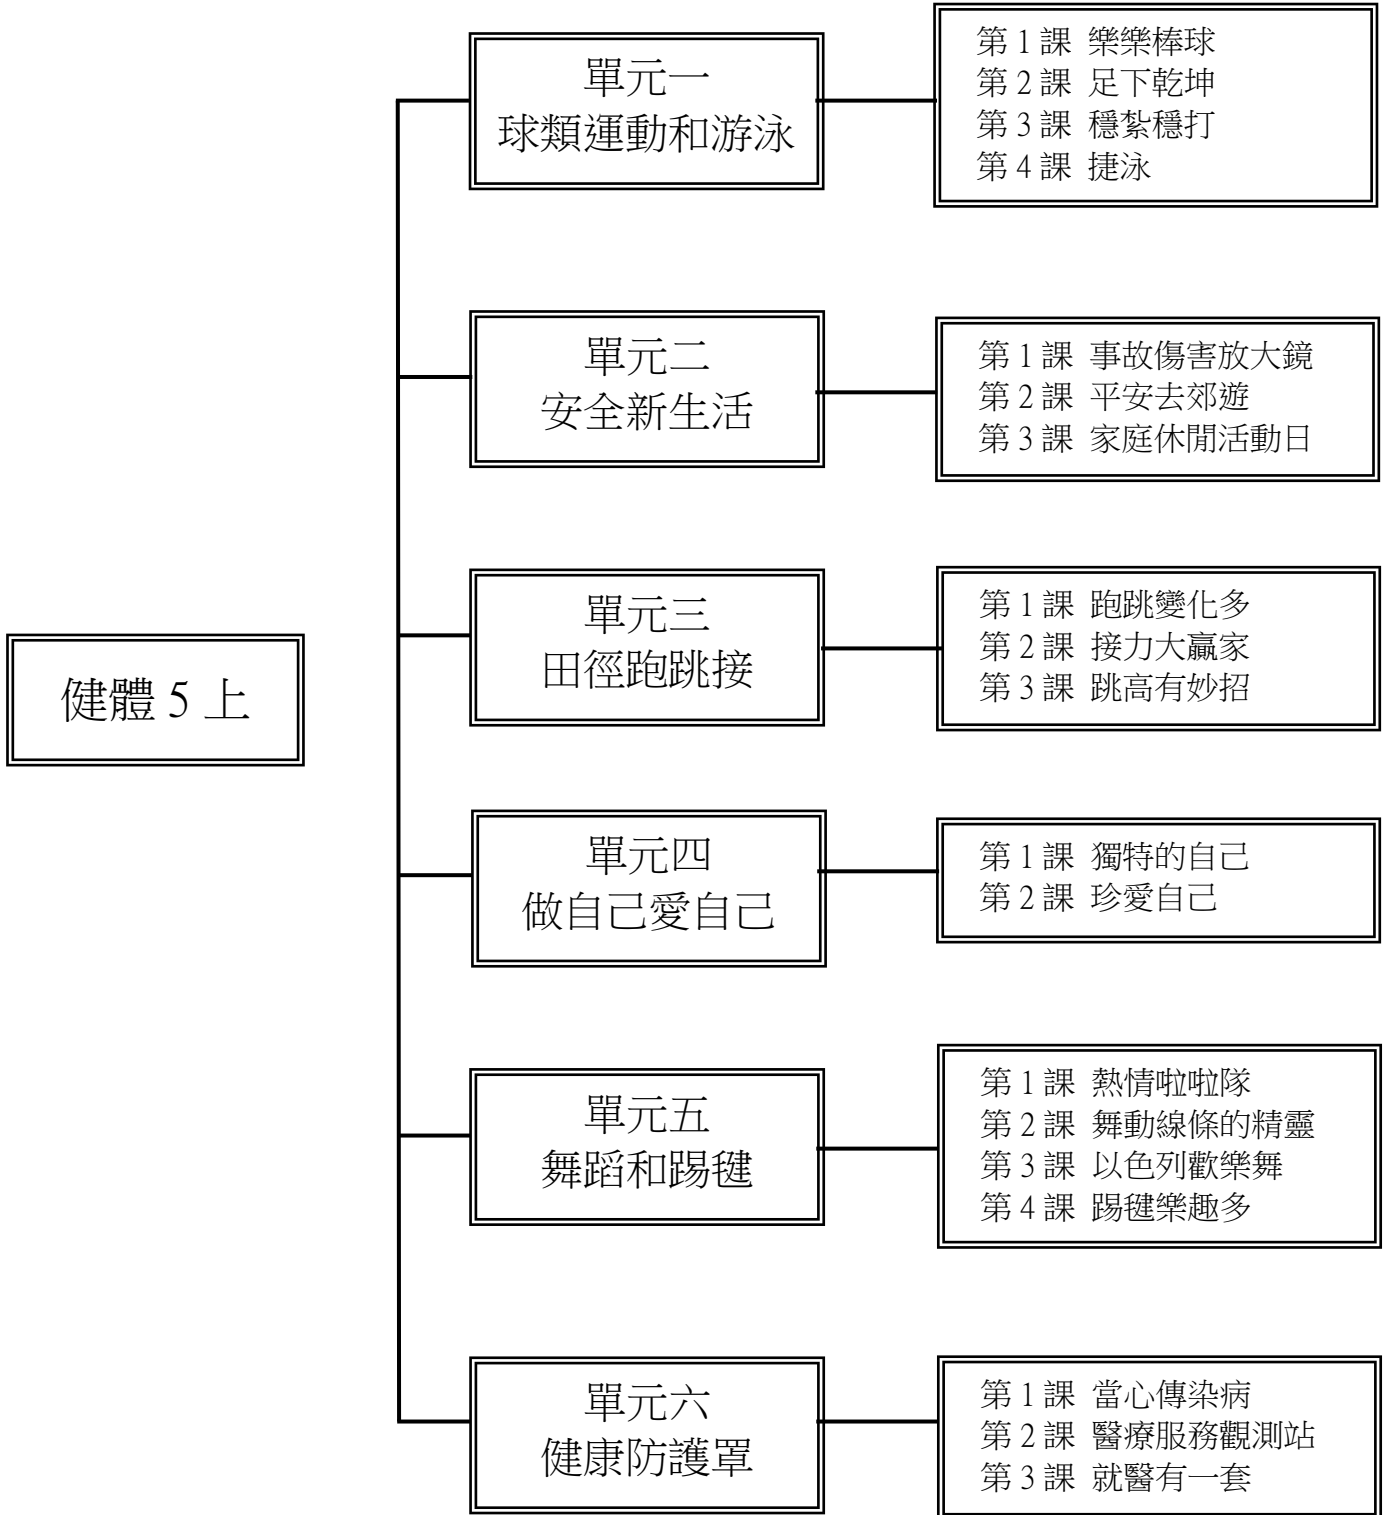 健體 5 上
單元一
球類運動和游泳
第 1 課 樂樂棒球
第 2 課 足下乾坤
第 3 課 穩紮穩打
第 4 課 捷泳
單元二
安全新生活
第 1 課 事故傷害放大鏡
第 2 課 平安去郊遊
第 3 課 家庭休閒活動日
單元三
田徑跑跳接
第 1 課 跑跳變化多
第 2 課 接力大贏家
第 3 課 跳高有妙招
單元四
做自己愛自己
第 1 課 獨特的自己
第 2 課 珍愛自己
單元五
舞蹈和踢毽
第 1 課 熱情啦啦隊
第 2 課 舞動線條的精靈
第 3 課 以色列歡樂舞
第 4 課 踢毽樂趣多
單元六
健康防護罩
第 1 課 當心傳染病
第 2 課 醫療服務觀測站
第 3 課 就醫有一套